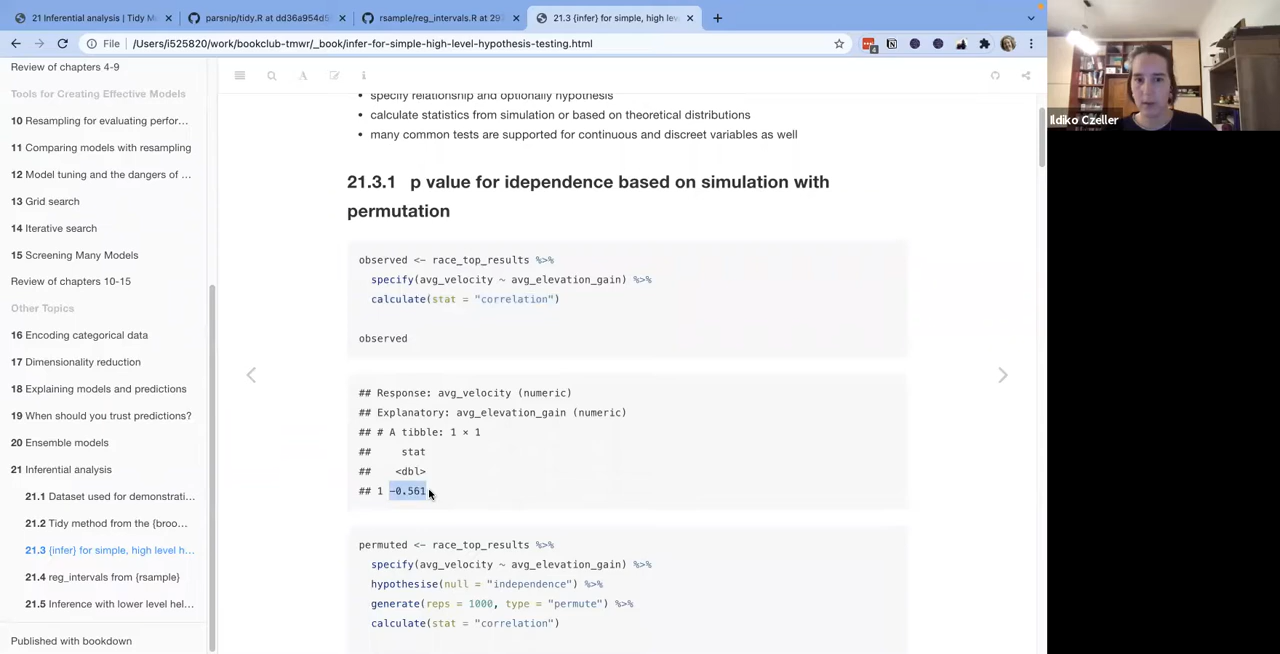 21 Inferential analysis | Tidy M
parsnip/tidy.R at dd36a954d5
rsample/reg_intervals.R at 29
21.3 {infer} for simple, high lev
File
/Users/i525820/work/bookclub-tmwr/_book/infer-for-simple-high-level-hypothesis-testing.html
4
Review of chapters 4-9
Tools for Creating Effective Models
10 Resampling for evaluating perfor…
11 Comparing models with resampling
12 Model tuning and the dangers of …
13 Grid search
14 Iterative search
15 Screening Many Models
Review of chapters 10-15
Other Topics
16 Encoding categorical data
17 Dimensionality reduction
18 Explaining models and predictions
19 When should you trust predictions?
20 Ensemble models
21 Inferential analysis
21.1 Dataset used for demonstrati…
21.2 Tidy method from the {broo…
21.3 {infer} for simple, high level h…
21.4 reg_intervals from {rsample}
21.5 Inference with lower level hel…
Published with bookdown
• specify relationship and optionally hypothesis
• calculate statistics from simulation or based on theoretical distributions
• many common tests are supported for continuous and discreet variables as well
21.3.1 p value for idependence based on simulation with
permutation
observed <- race_top_results %>%
specify(avg_velocity ~ avg_elevation_gain) %>%
calculate(stat = "correlation")
observed
## Response: avg_velocity (numeric)
## Explanatory: avg_elevation_gain (numeric)
## # A tibble: 1 × 1
## stat
## <dbl>
## 1 -0.561
permuted <- race_top_results %>%
specify(avg_velocity ~ avg_elevation_gain) %>%
hypothesise(null = "independence") %>%
generate(reps = 1000, type = "permute") %>%
calculate(stat = "correlation")
Ildiko Czeller